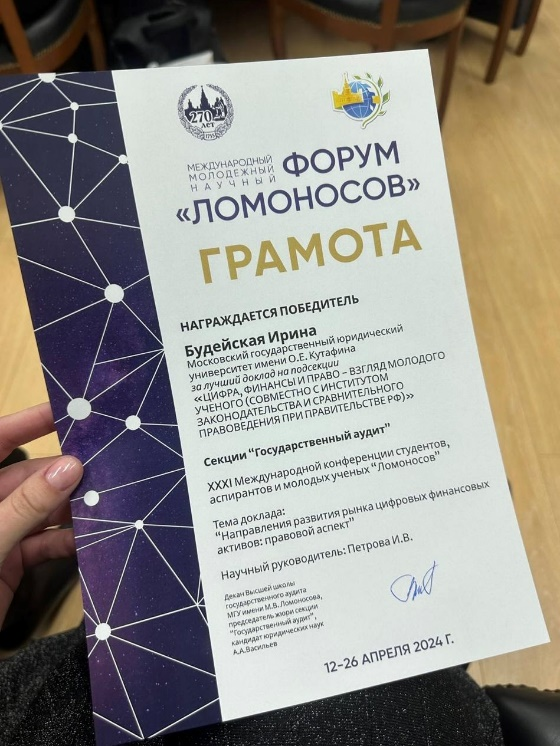 270
ЛЕТ
1755
МЕЖДУНАРОДНЫЙ
МОЛОДЕЖНЫЙ
НАУЧНЫЙ
ФОРУМ
«ЛОМОНОСОВ»
ГРАМОТА
НАГРАЖДАЕТСЯ ПОБЕДИТЕЛЬ
Будейская Ирина
Московский государственный юридический
университет имени О.Е. Кутафина
за лучший доклад на подсекции
«ЦИФРА, ФИНАНСЫ И ПРАВО – ВЗГЛЯД МОЛОДОГО
УЧЕНОГО (СОВМЕСТНО С ИНСТИТУТОМ
ЗАКОНОДАТЕЛЬСТВА И СРАВНИТЕЛЬНОГО
ПРАВОВЕДЕНИЯ ПРИ ПРАВИТЕЛЬСТВЕ РФ)»
Секции "Государственный аудит"
XXXI Международной конференции студентов,
аспирантов и молодых ученых "Ломоносов"
Тема доклада:
"Направления развития рынка цифровых финансовых
активов: правовой аспект"
Научный руководитель: Петрова И.В.
Декан Высшей школы
государственного аудита
МГУ имени М.В. Ломоносова,
председатель жюри секции
"Государственный аудит",
кандидат юридических наук
А.А.Васильев
12-26 АПРЕЛЯ 2024 Г.